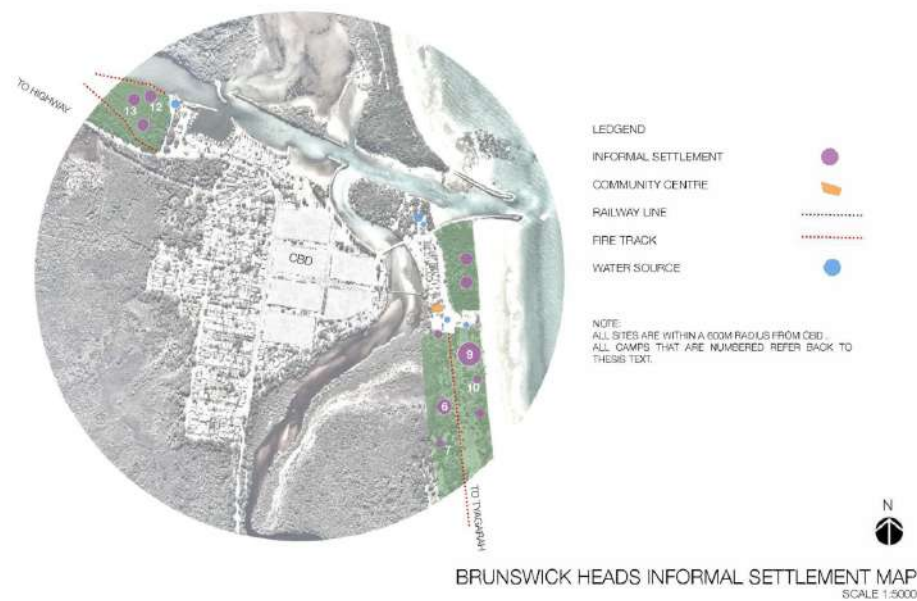 TO HIGHWAY
13
12
CBD
9
10
6
7
TO TYAGARAH
LEDGEND
INFORMAL SETTLEMENT
COMMUNITY CENTRE
RAILWAY LINE
FIRE TRACK
WATER SOURCE
NOTE:
ALL SITES ARE WITHIN A 600M RADIUS FROM CBD .
ALL CAMPS THAT ARE NUMBERED REFER BACK TO
THESIS TEXT.
N
BRUNSWICK HEADS INFORMAL SETTLEMENT MAP
SCALE 1:5000